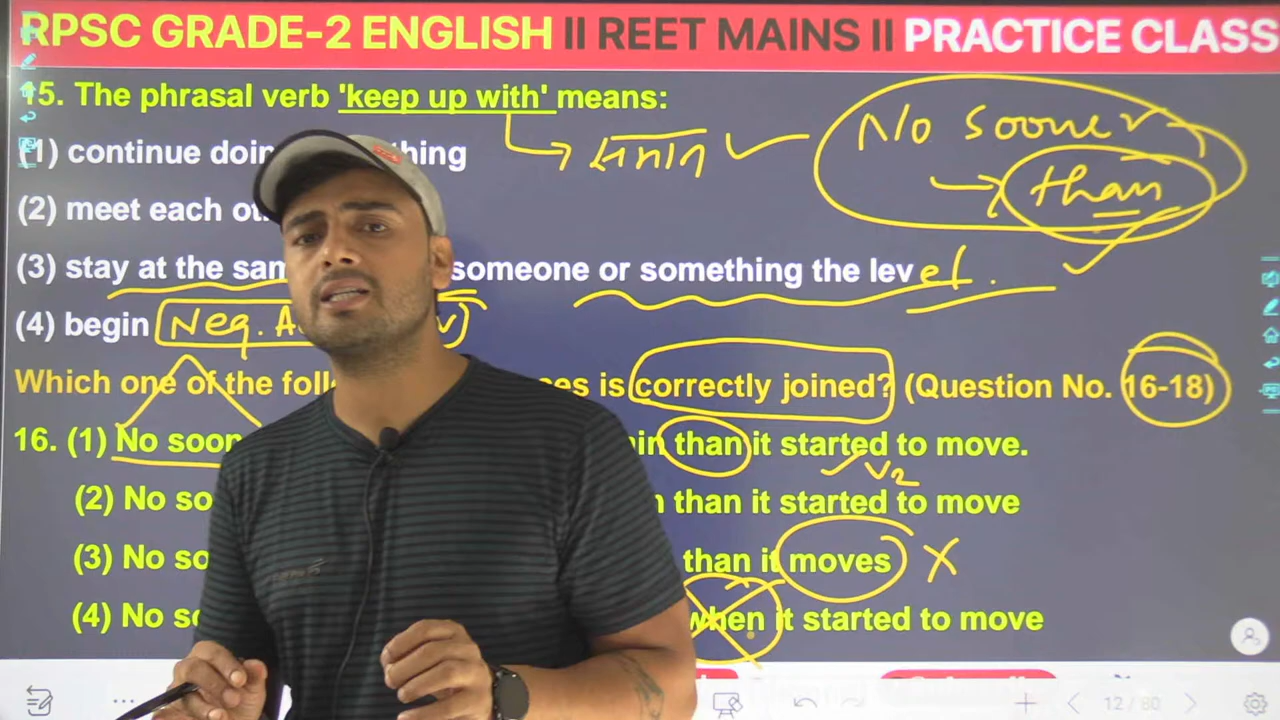 RPSC GRADE-2 ENGLISH II REET MAINS II PRACTICE CLASS
15. The phrasal verb 'keep up with' means:
No sooner
than
(1) continue doin thing
(2) meet each ot
(3) stay at the sam someone or something the level.
(4) begin Neg. A v
Which one of the foll es is correctly joined? (Question No. 16-18)
16. (1) No soon in than it started to move.
v2
(2) No so n than it started to move
(3) No so than it moves X
(4) No so when it started to move
12/80